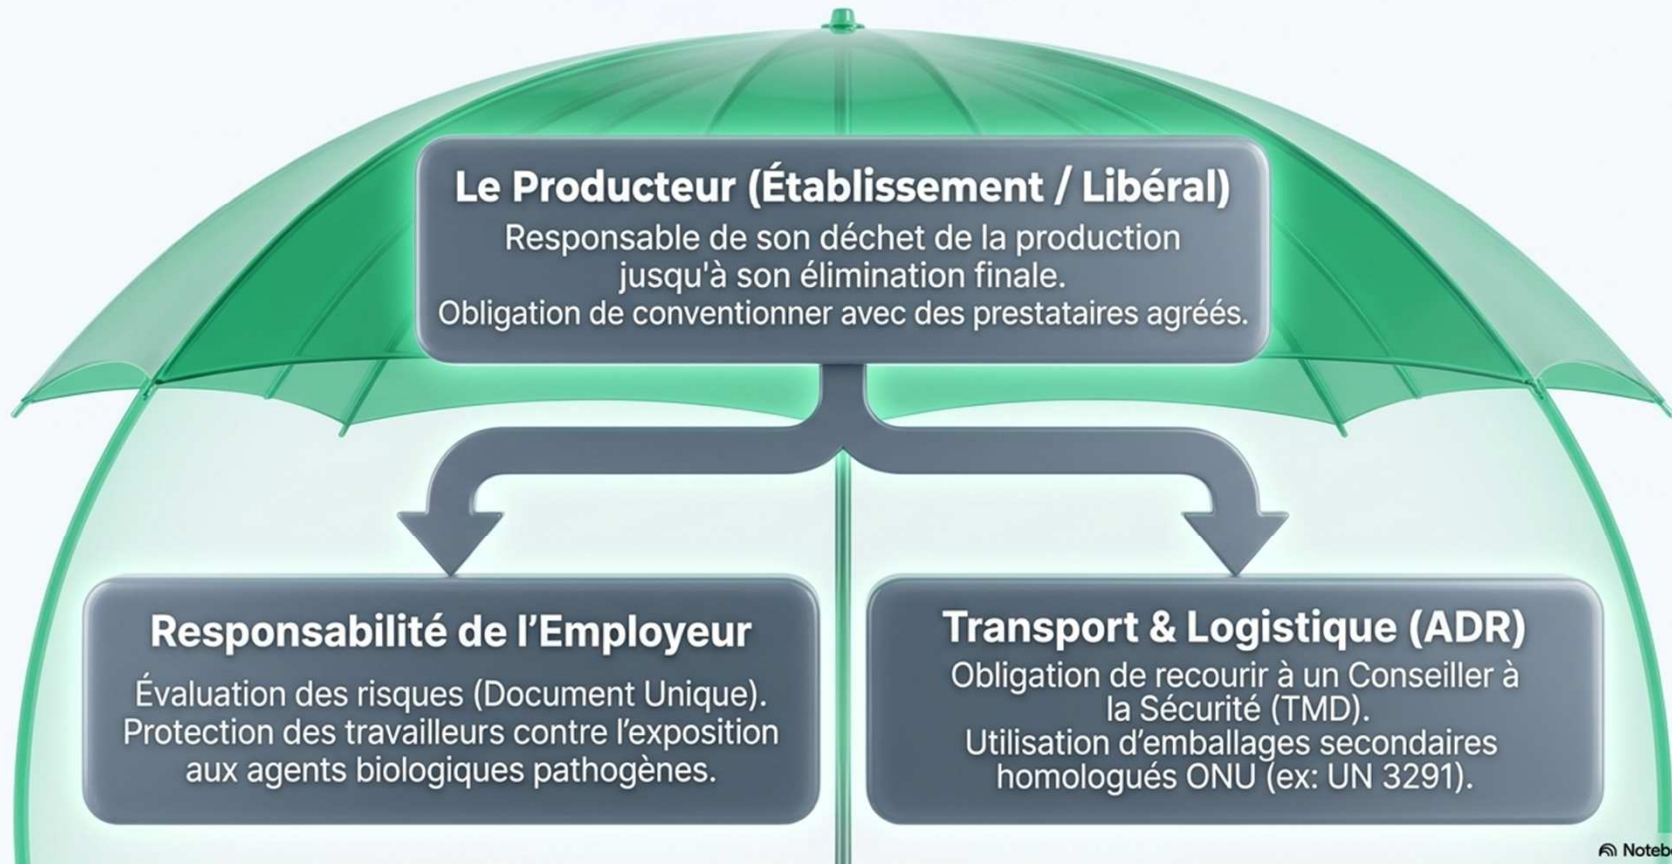 Le Producteur (Établissement / Libéral)
Responsable de son déchet de la production
jusqu'à son élimination finale.
Obligation de conventionner avec des prestataires agréés.
Responsabilité de l’Employeur
Évaluation des risques (Document Unique).
Protection des travailleurs contre l’exposition
aux agents biologiques pathogènes.
Transport & Logistique (ADR)
Obligation de recourir à un Conseiller à
la Sécurité (TMD).
Utilisation d’emballages secondaires
homologués ONU (ex: UN 3291).